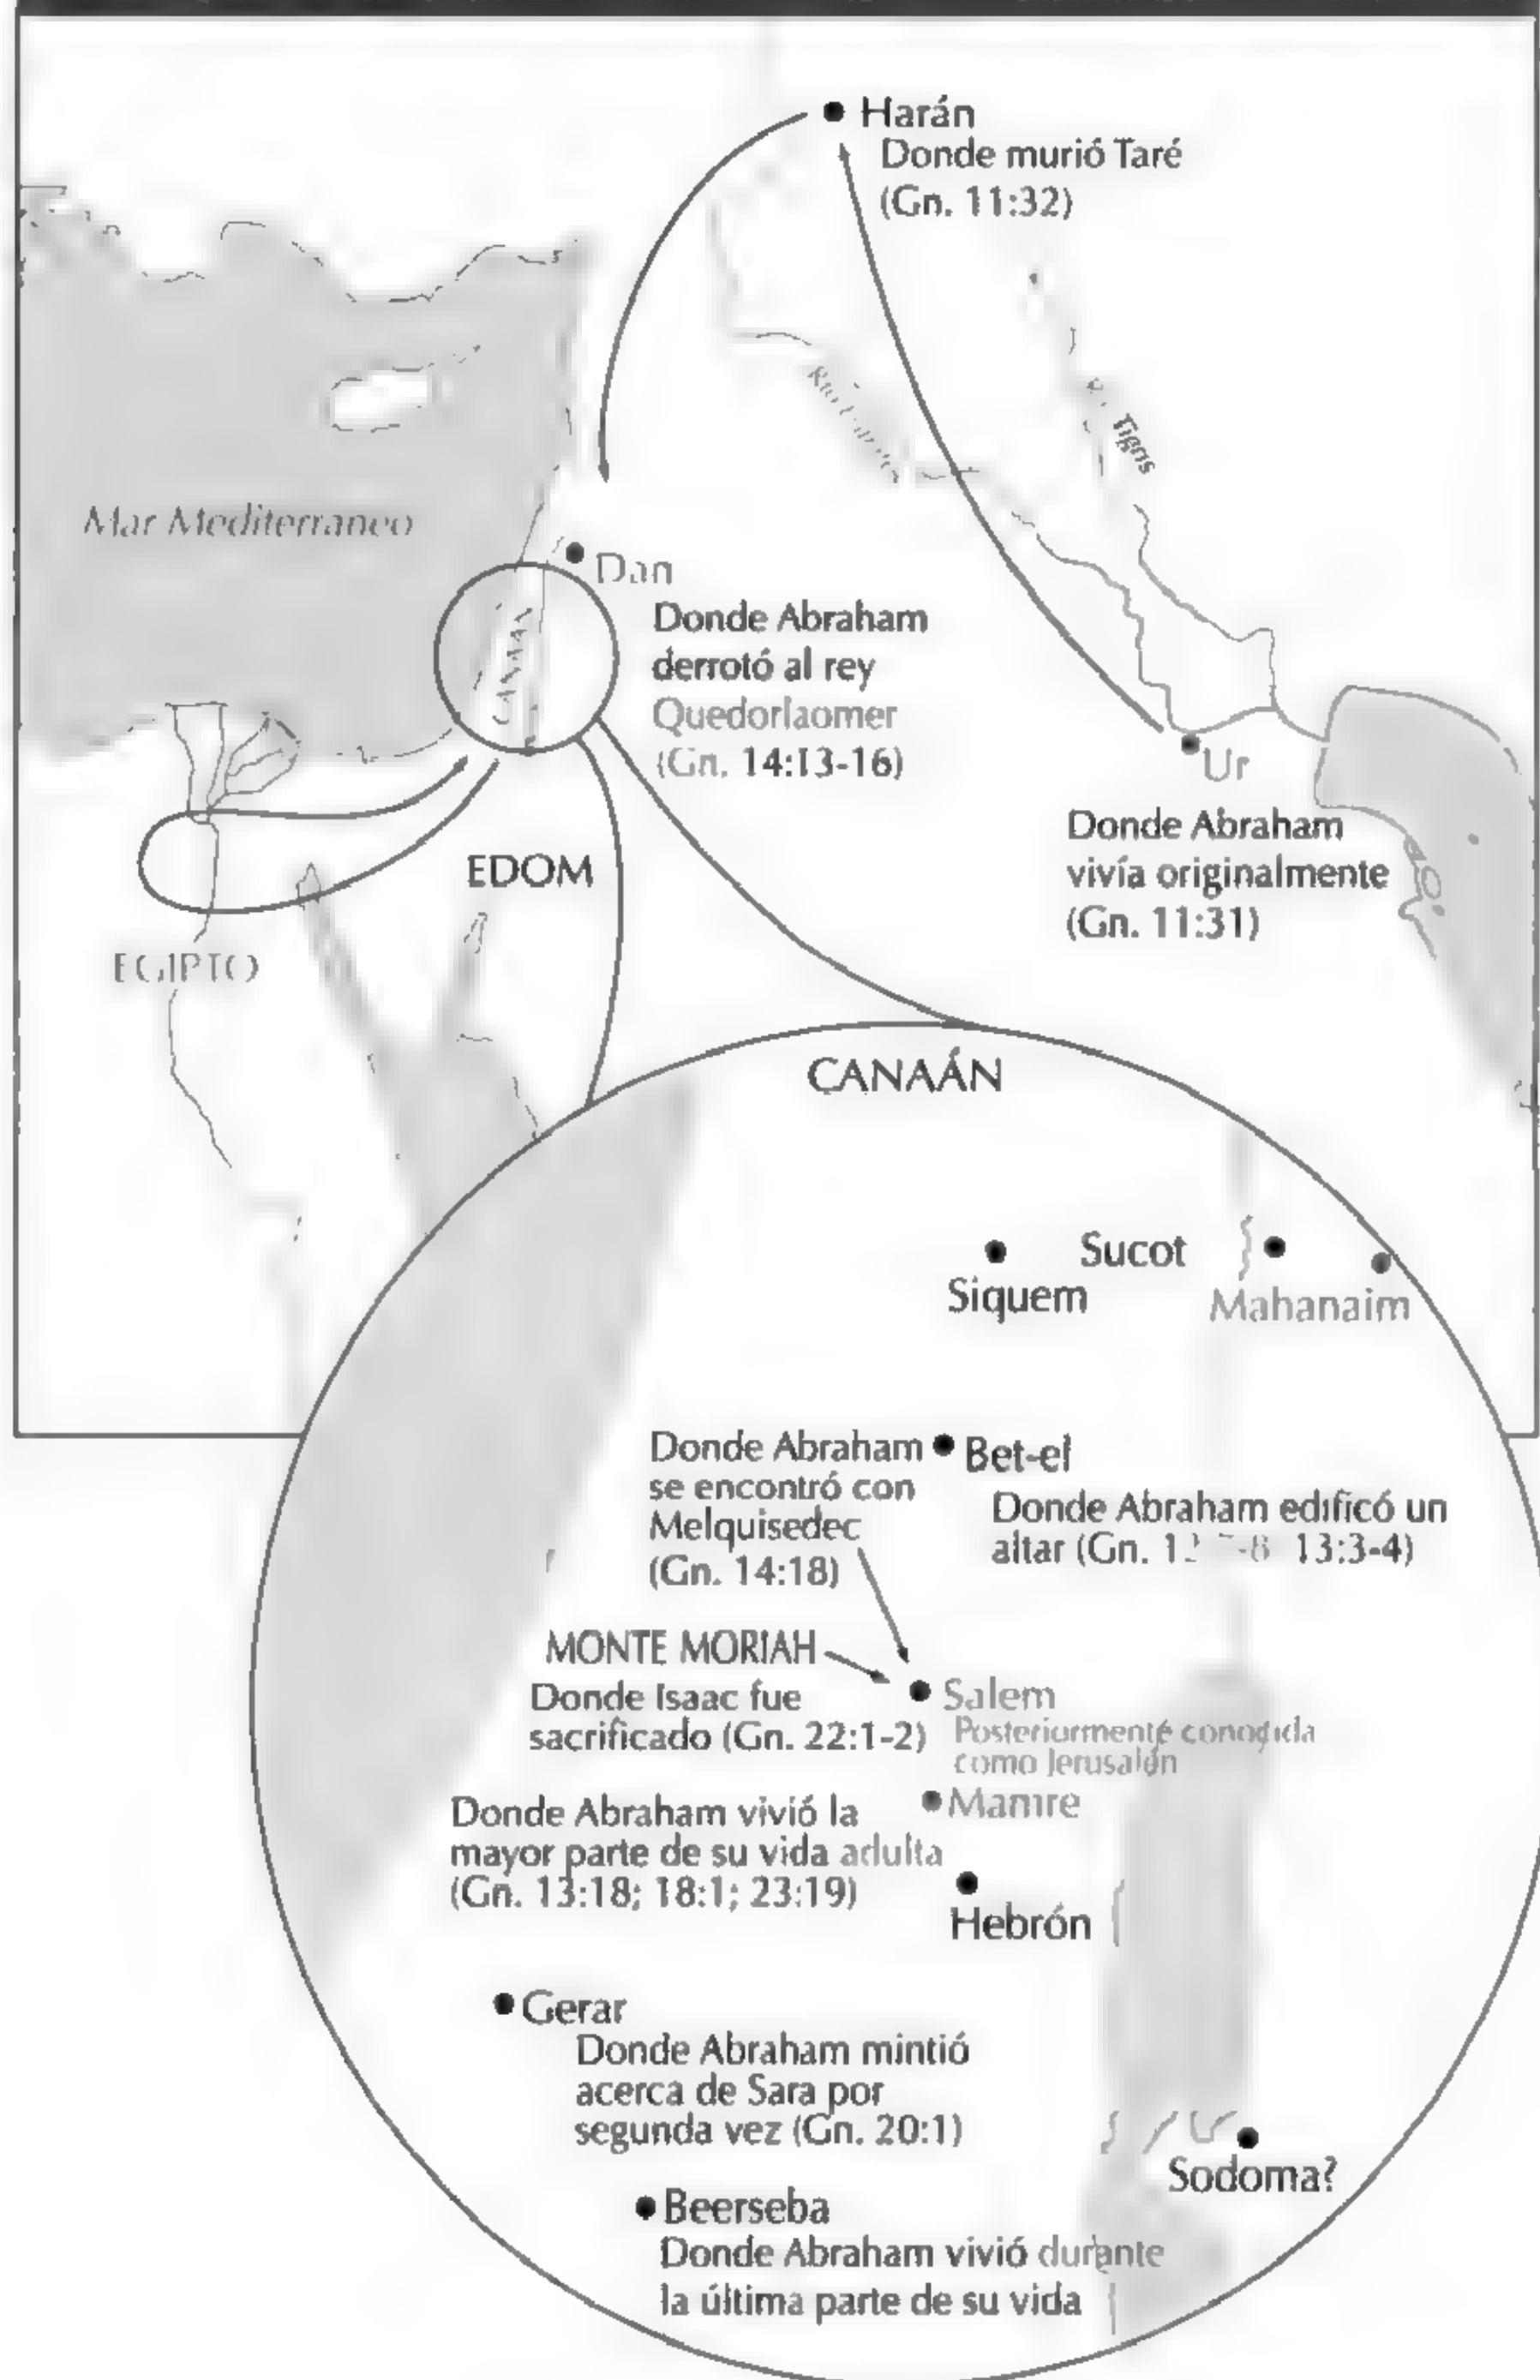 Harán
Donde murió Taré
(Gn. 11:32)
Río
Tigris
Mar Mediterraneo
Dan
Donde Abraham
derrotó al rey
Quedorlaomer
(Gn. 14:13-16)
CANAAN
Ur
Donde Abraham
vivía originalmente
(Gn. 11:31)
EDOM
EGIPTO
CANAÁN
Siquem
Sucot
Mahanaim
Donde Abraham
se encontró con
Melquisedec
(Gn. 14:18)
Bet-el
Donde Abraham edificó un
altar (Gn. 13:3-4)
MONTE MORIAH
Donde Isaac fue
sacrificado (Gn. 22:1-2)
Salem
Posteriormente conocida
como Jerusalén
Mamre
Donde Abraham vivió la
mayor parte de su vida adulta
(Gn. 13:18; 18:1; 23:19)
Hebrón
Gerar
Donde Abraham mintió
acerca de Sara por
segunda vez (Gn. 20:1)
Sodoma?
Beerseba
Donde Abraham vivió durante
la última parte de su vida